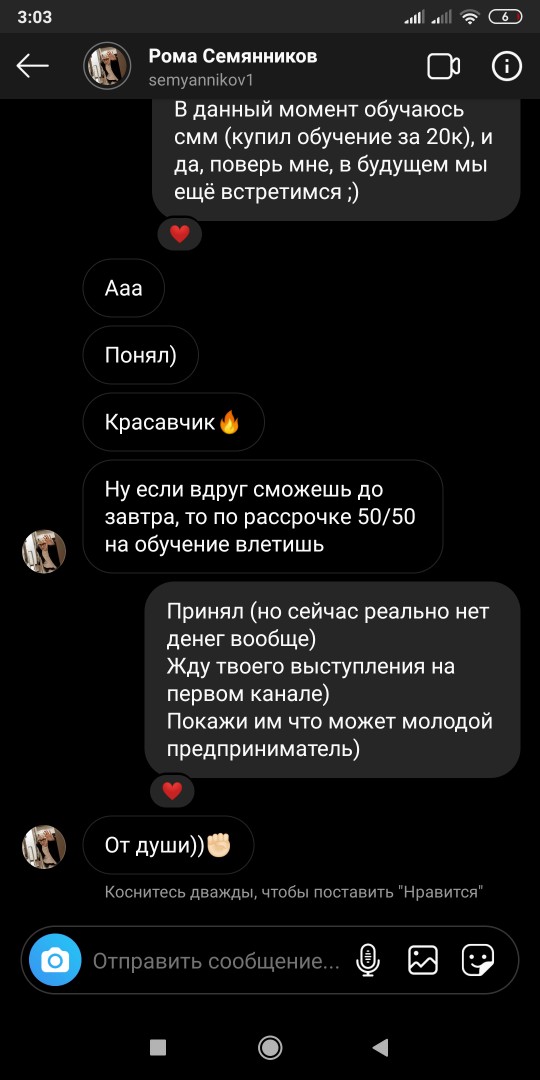 3:03
6
Рома Семянников
semyannikov1
В данный момент обучаюсь
смм (купил обучение за 20к), и
да, поверь мне, в будущем мы
ещё встретимся ;)
Ааа
Понял)
Красавчик🔥
Ну если вдруг сможешь до
завтра, то по рассрочке 50/50
на обучение влетишь
Принял (но сейчас реально нет
денег вообще)
Жду твоего выступления на
первом канале)
Покажи им что может молодой
предприниматель)
От души))✊🏻
Коснитесь дважды, чтобы поставить "Нравится"
Отправить сообщение...